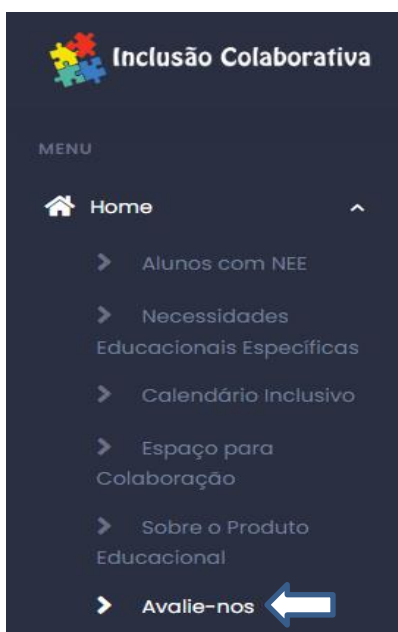 Inclusão Colaborativa
MENU
Home
Alunos com NEE
Necessidades
Educacionais Específicas
Calendário Inclusivo
Espaço para
Colaboração
Sobre o Produto
Educacional
Avalie-nos